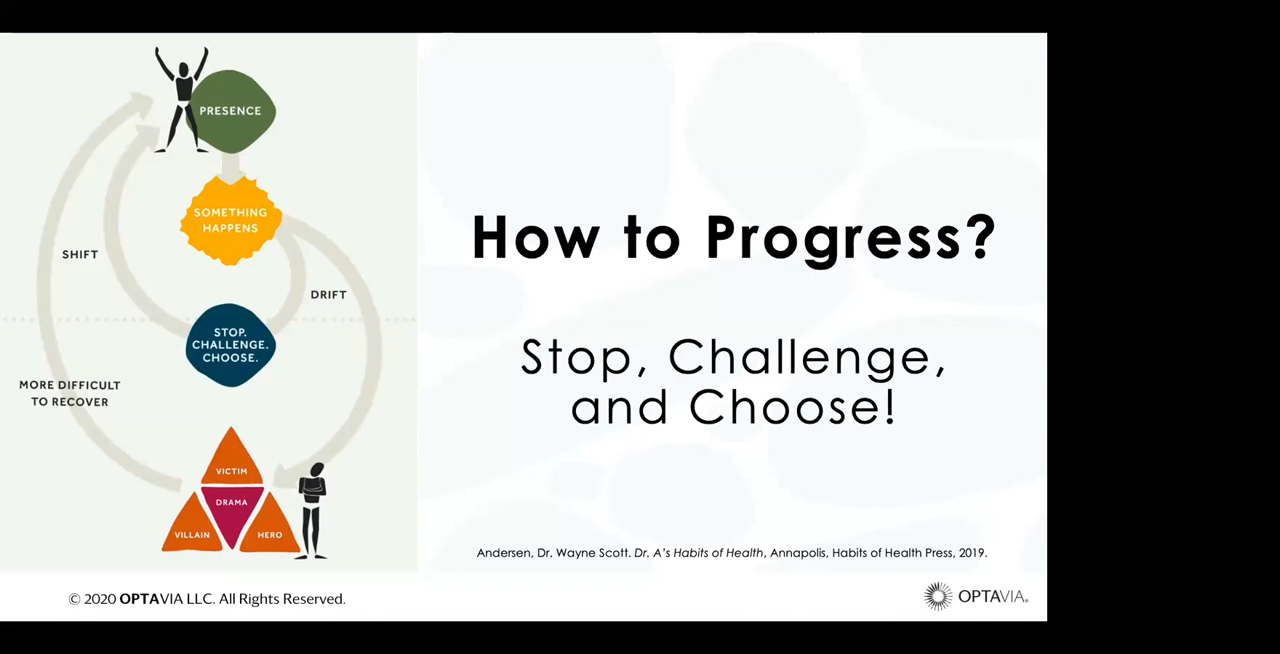 PRESENCE
SOMETHING
HAPPENS
SHIFT
DRIFT
STOP.
CHALLENGE.
CHOOSE.
MORE DIFFICULT
TO RECOVER
VICTIM
DRAMA
VILLAIN
HERO
How to Progress?
Stop, Challenge,
and Choose!
Andersen, Dr. Wayne Scott. Dr. A's Habits of Health, Annapolis, Habits of Health Press, 2019.
© 2020 OPTAVIA LLC. All Rights Reserved.
OPTAVIA®